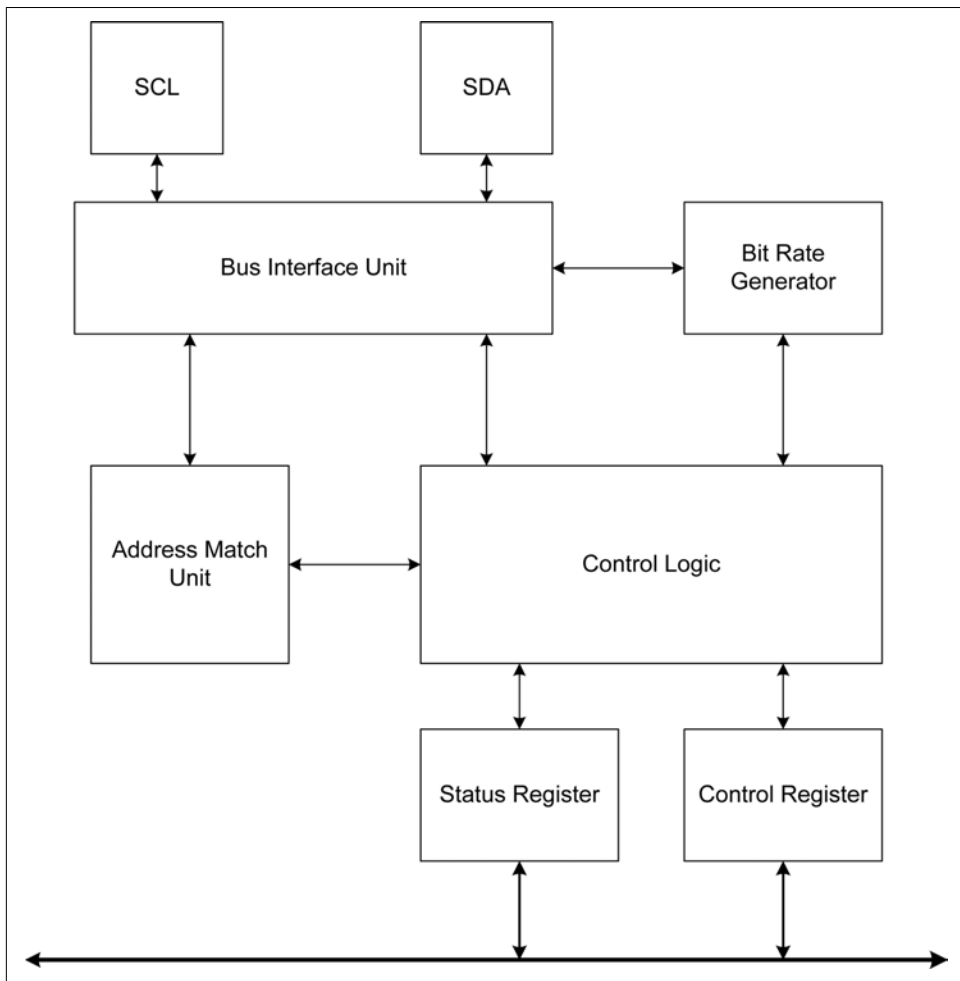 SCL
SDA
Bus Interface Unit
Bit Rate
Generator
Address Match
Unit
Control Logic
Status Register
Control Register